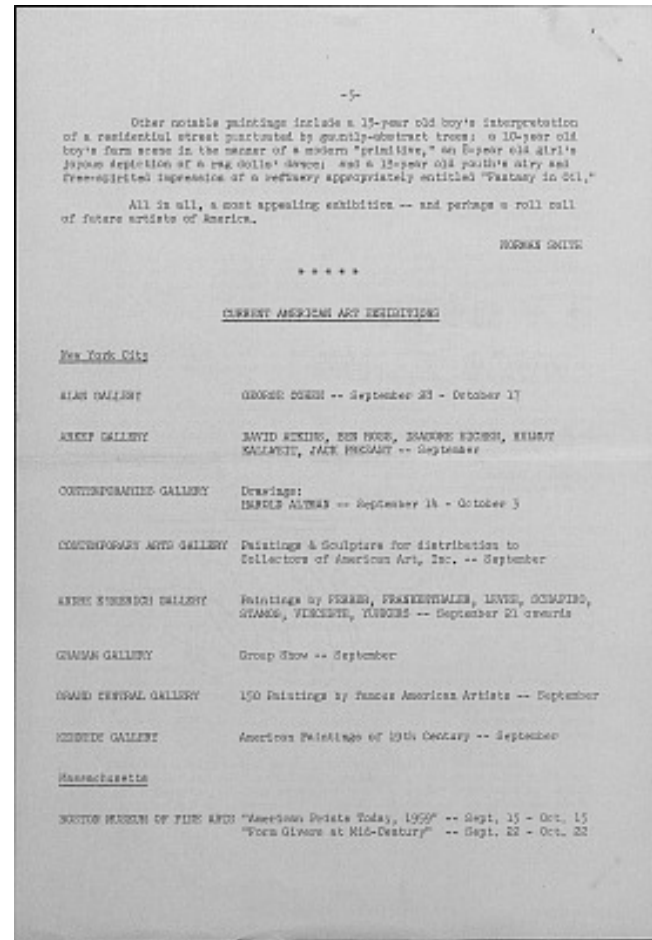 -5-
Other notable paintings include a 13-year old boy's interpretation
of a residential street punctuated by gauntly-abstract trees; a 10-year old
boy's farm scene in the manner of a modern "primitive," an 8-year old girl's
joyous depiction of a rag dolls' dance; and a 13-year old youth's airy and
free-spirited impression of a refinery appropriately entitled "Fantasy in Oil."
All in all, a most appealing exhibition -- and perhaps a roll call
of future artists of America.
NORMAN SMITH
* * * * *
CURRENT AMERICAN ART EXHIBITIONS
New York City
ALAN GALLERY GEORGE COHEN -- September 23 - October 17
GALLERY DAVID ADKINS, BEN
JACK -- September
CONTEMPORARIES GALLERY Drawings:
HAROLD ALTMAN -- September 14 - October 3
CONTEMPORARY ARTS GALLERY Paintings & Sculpture for distribution to
Collectors of American Art, Inc. -- September
ANDRE EMMERICH GALLERY Paintings by FERBER, FRANKENTHALER, SCHAPIRO,
STAMOS, VINCENTE, -- September 21 onwards
GRAHAM GALLERY Group Show -- September
GRAND CENTRAL GALLERY 150 Paintings by famous American Artists -- September
KENNEDY GALLERY American Paintings of 19th Century -- September
Massachusetts
BOSTON MUSEUM OF FINE ARTS "American Prints Today, 1959" -- Sept. 15 - Oct. 15
"Form Givers at Mid-Century" -- Sept. 22 - Oct. 22